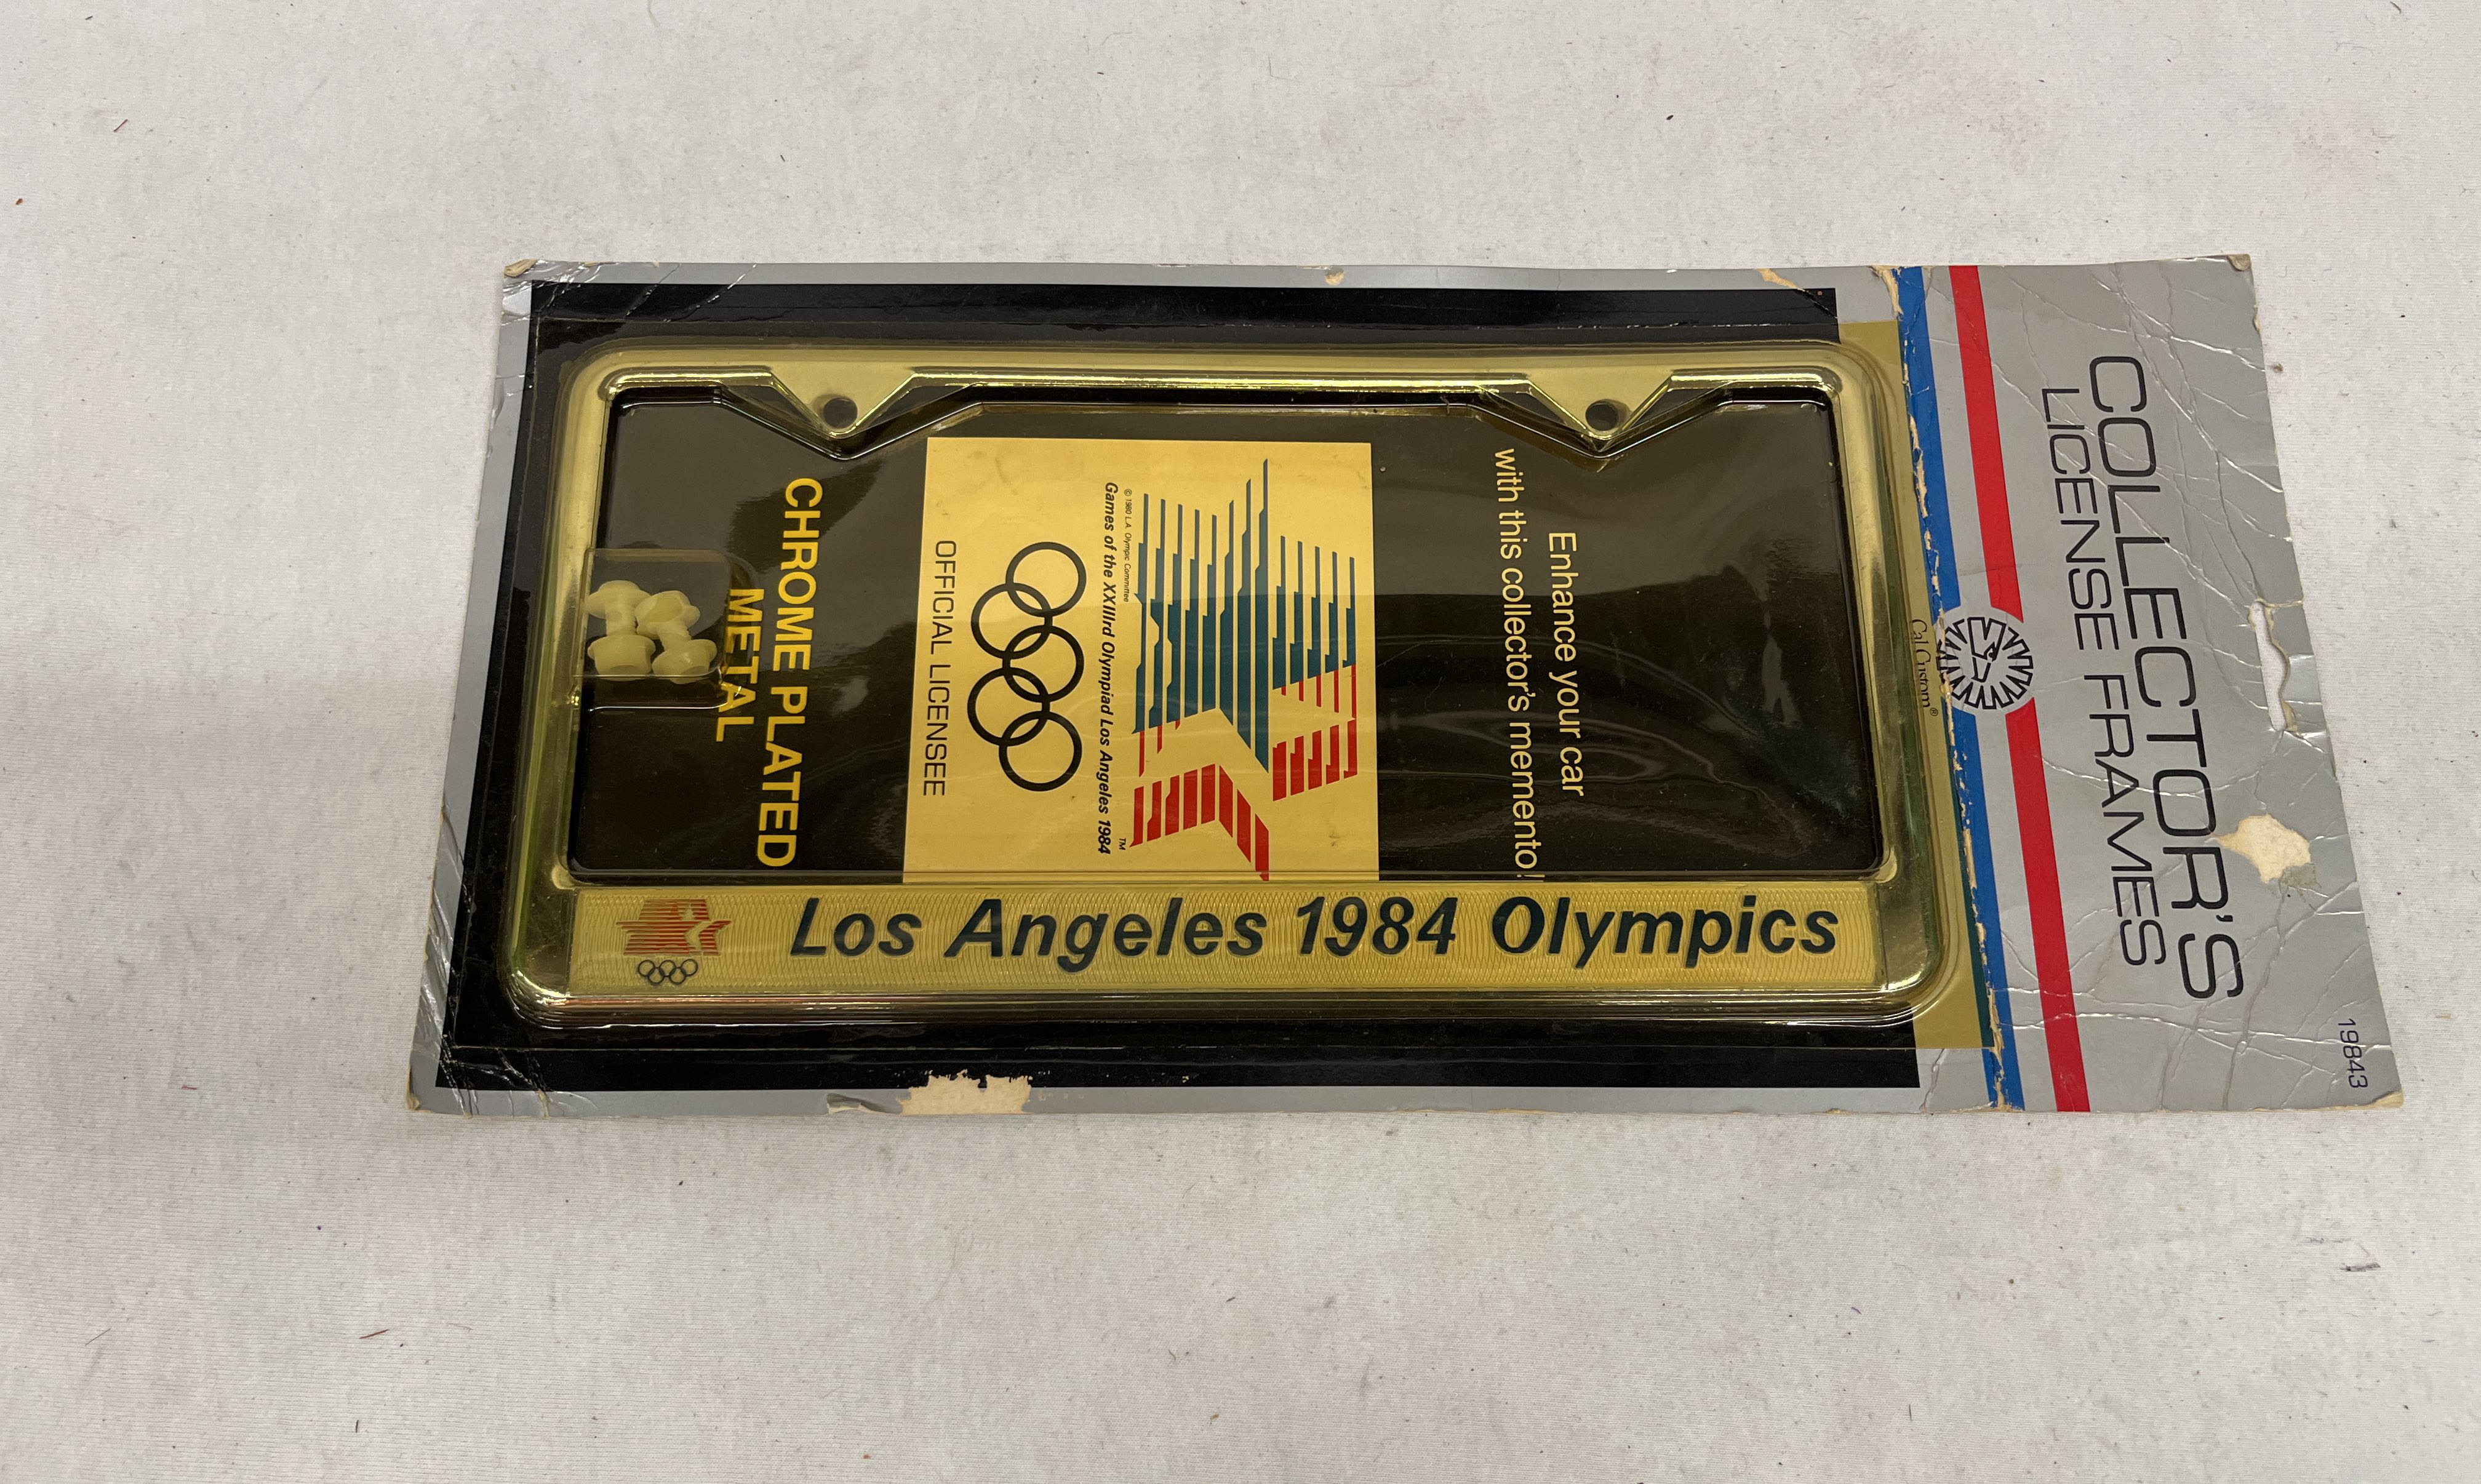 COLLECTOR'S
LICENSE FRAMES
19843
Cal Custom®
Enhance your car
with this collector's memento!
© 1980 L.A. Olympic Committee
TM
Games of the XXIIIrd Olympiad Los Angeles 1984
OFFICIAL LICENSEE
CHROME PLATED
METAL
Los Angeles 1984 Olympics